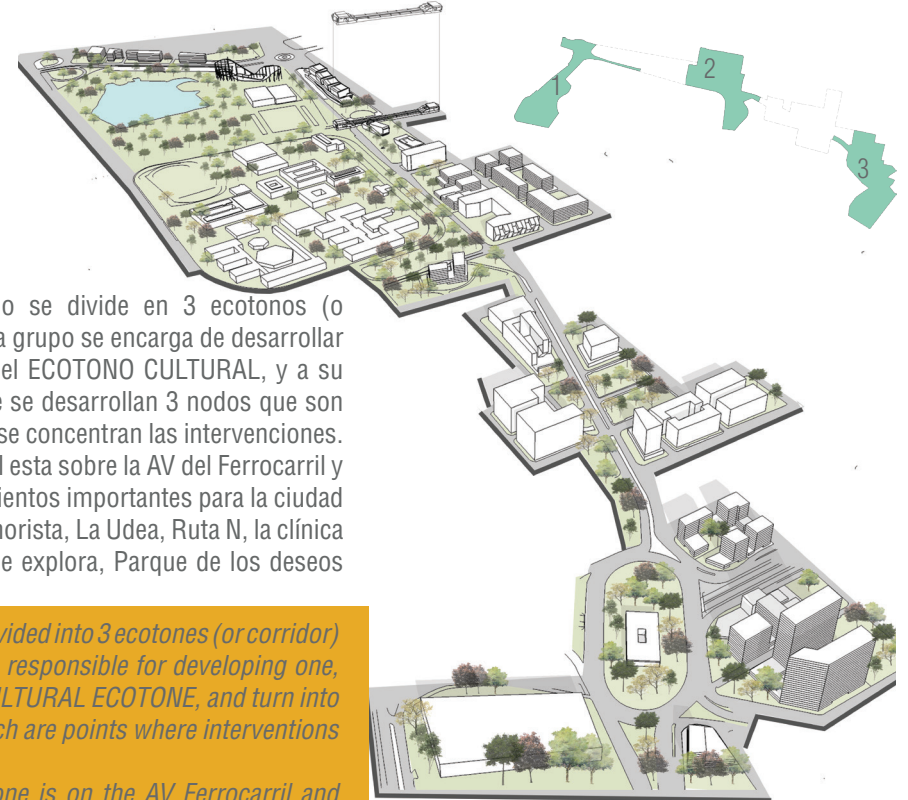 1
2
3
o se divide en 3 ecotonos (o
a grupo se encarga de desarrollar
el ECOTONO CULTURAL, y a su
e se desarrollan 3 nodos que son
se concentran las intervenciones.
l esta sobre la AV del Ferrocarril y
ientos importantes para la ciudad
norista, La Udea, Ruta N, la clínica
e explora, Parque de los deseos
vided into 3 ecotones (or corridor)
responsible for developing one,
LTURAL ECOTONE, and turn into
ch are points where interventions
one is on the AV Ferrocarril and